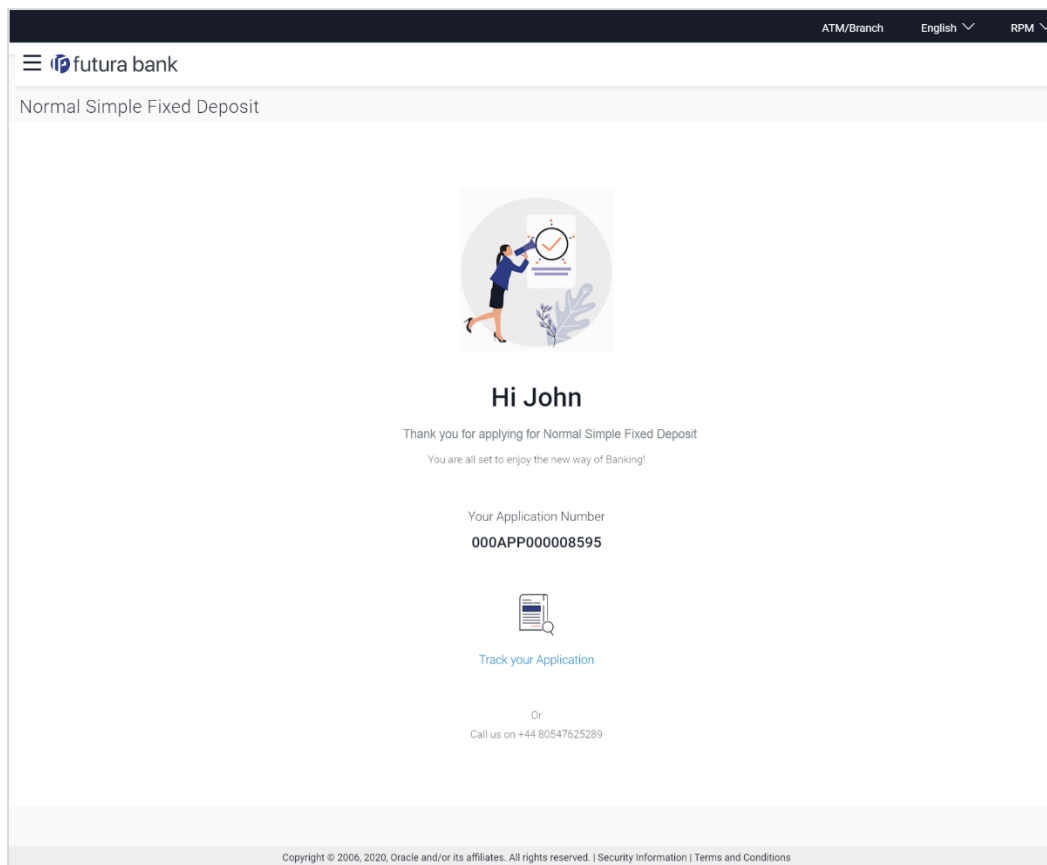 ATM/Branch English RPM
futura bank
Normal Simple Fixed Deposit
Hi John
Thank you for applying for Normal Simple Fixed Deposit
You are all set to enjoy the new way of Banking!
Your Application Number
000APP000008595
Track your Application
Or
Call us on +44 80547625289
Copyright © 2006, 2020, Oracle and/or its affiliates. All rights reserved. | Security Information | Terms and Conditions